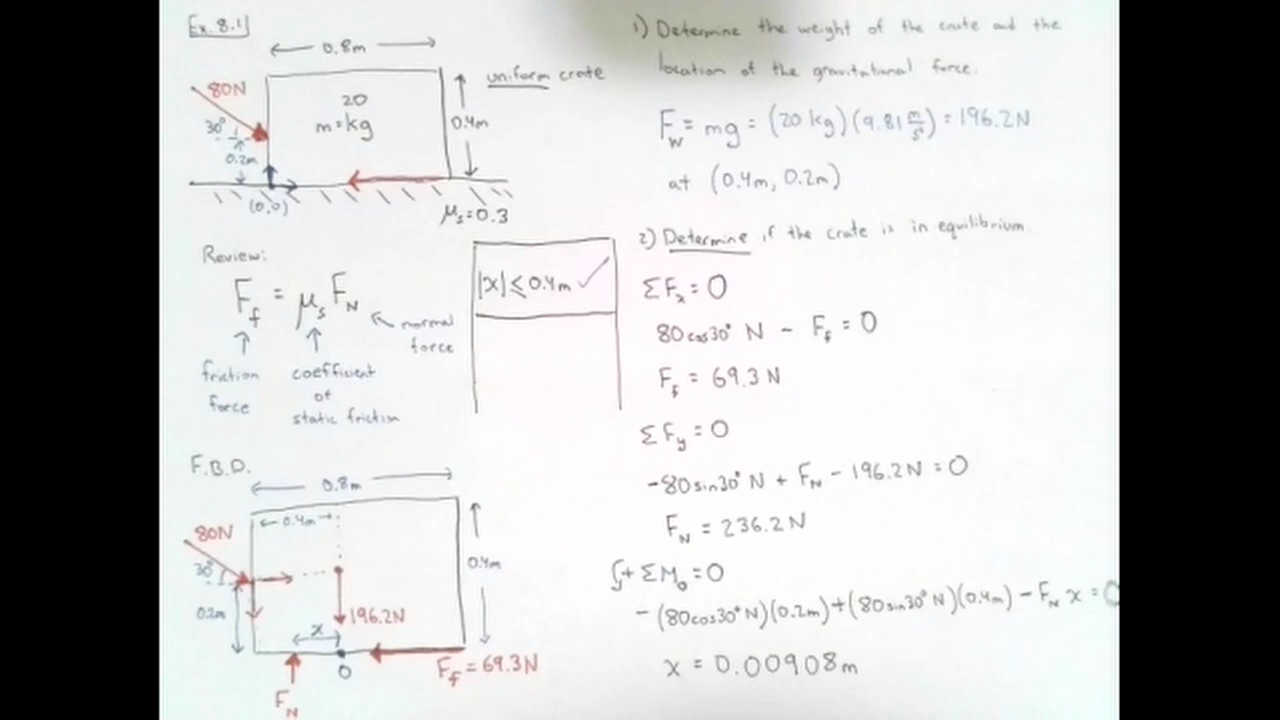 Ex. 8.1
0.8m
uniform crate
80N
20
m=kg
30°
0.4m
0.2m
(0,0)
μs=0.3
Review:
Ff = μs FN
normal
force
friction
force
coefficient
of
static friction
|x| ≤ 0.4m ✓
F.B.D.
0.8m
0.4m
80N
30°
0.4m
0.2m
196.2N
x
O
Ff = 69.3N
FN
1) Determine the weight of the crate and the
location of the gravitational force.
Fw = mg = (20 kg)(9.81 m/s²) = 196.2N
at (0.4m, 0.2m)
2) Determine if the crate is in equilibrium
ΣFx = 0
80cos30° N - Ff = 0
Ff = 69.3 N
ΣFy = 0
-80sin30° N + FN - 196.2N = 0
FN = 236.2N
+ ΣMo = 0
-(80cos30° N)(0.2m)+(80sin30° N)(0.4m) - FN x = 0
x = 0.00908m